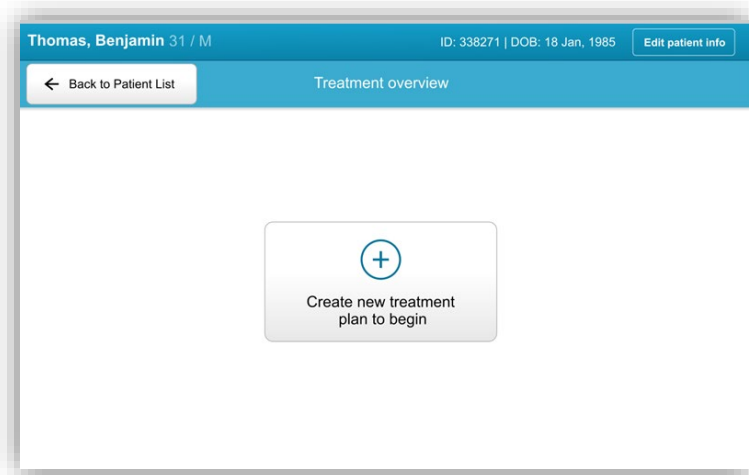 Thomas, Benjamin 31 / M
ID: 338271 | DOB: 18 Jan, 1985
Edit patient info
Back to Patient List
Treatment overview
Create new treatment
plan to begin